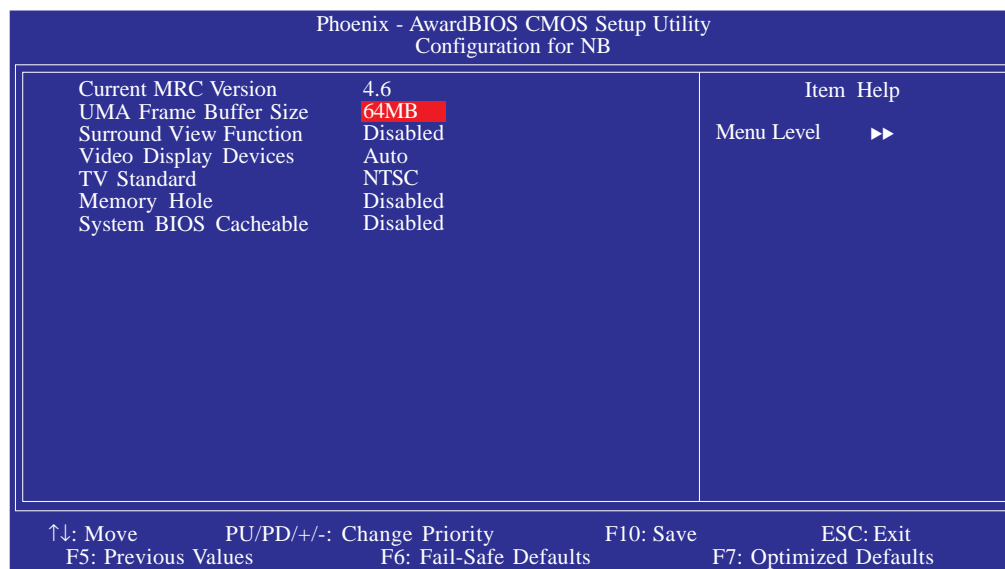 Phoenix - AwardBIOS CMOS Setup Utility
Configuration for NB
Current MRC Version 4.6
UMA Frame Buffer Size 64MB
Surround View Function Disabled
Video Display Devices Auto
TV Standard NTSC
Memory Hole Disabled
System BIOS Cacheable Disabled
Item Help
Menu Level ▶▶
↑↓: Move PU/PD/+/-: Change Priority F10: Save ESC: Exit
F5: Previous Values F6: Fail-Safe Defaults F7: Optimized Defaults